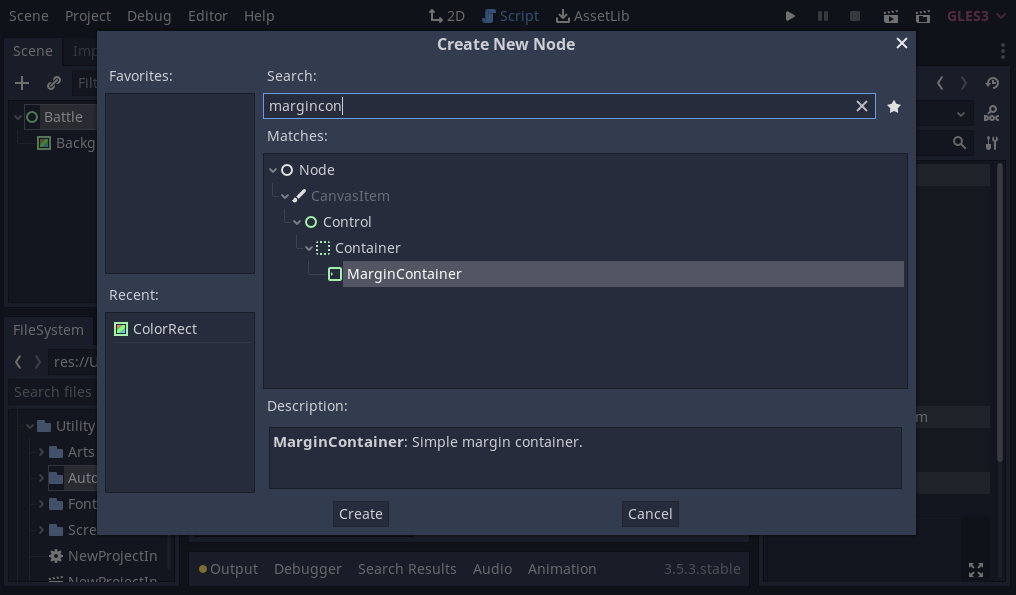 Scene Project Debug Editor Help 2D Script AssetLib GLES3
Create New Node
Scene Imp
Favorites:
Search:
Filt
margincon
Battle
Matches:
DOC
Backg
Node
CanvasItem
Control
Container
MarginContainer
Recent:
ColorRect
FileSystem
res://U
Search files
Description:
Utility
MarginContainer: Simple margin container.
Arts
Auto
Font
Scre
Create Cancel
NewProjectIn
Output Debugger Search Results Audio Animation 3.5.3.stable
NewProjectIn